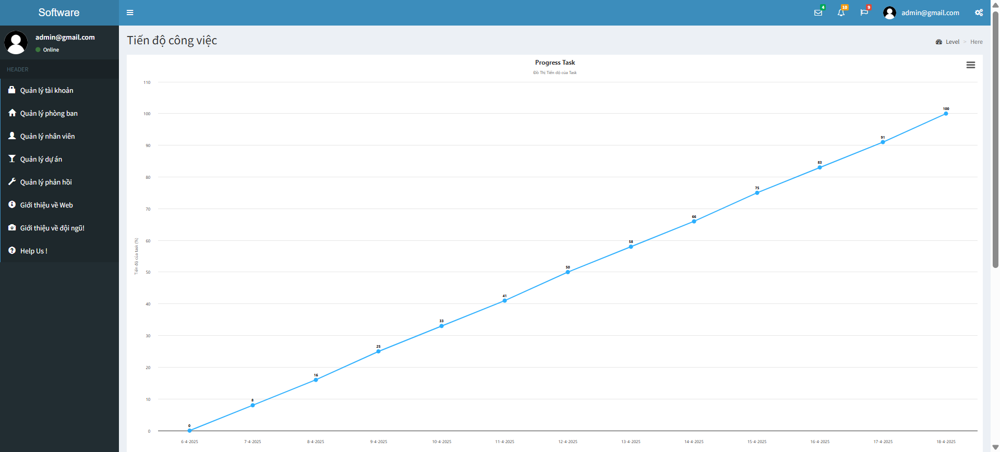 Software
4
10
9
admin@gmail.com
admin@gmail.com
Online
HEADER
Quản lý tài khoản
Quản lý phòng ban
Quản lý nhân viên
Quản lý dự án
Quản lý phản hồi
Giới thiệu về Web
Giới thiệu về đội ngũ!
Help Us !
Tiến độ công việc
Level > Here
Progress Task
Đồ Thị Tiến độ của Task
Tiến độ của task (%)
110
100
90
80
70
60
50
40
30
20
10
0
0
8
16
25
33
41
50
58
66
75
83
91
100
6-4-2025
7-4-2025
8-4-2025
9-4-2025
10-4-2025
11-4-2025
12-4-2025
13-4-2025
14-4-2025
15-4-2025
16-4-2025
17-4-2025
18-4-2025